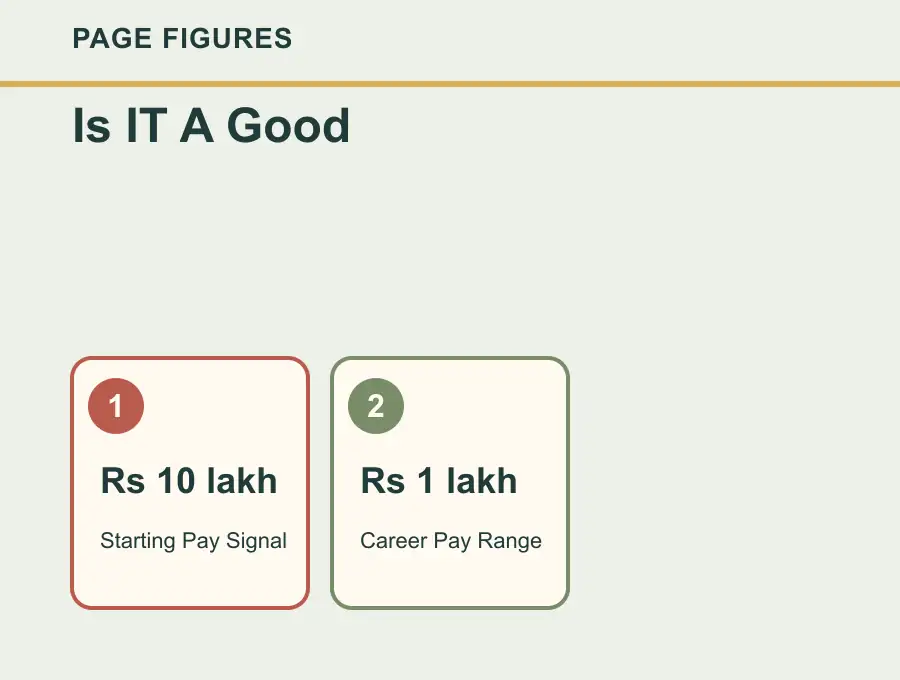 PAGE FIGURES
Is IT A Good
1
2
Rs 10 lakh
Rs 1 lakh
Starting Pay Signal
Career Pay Range